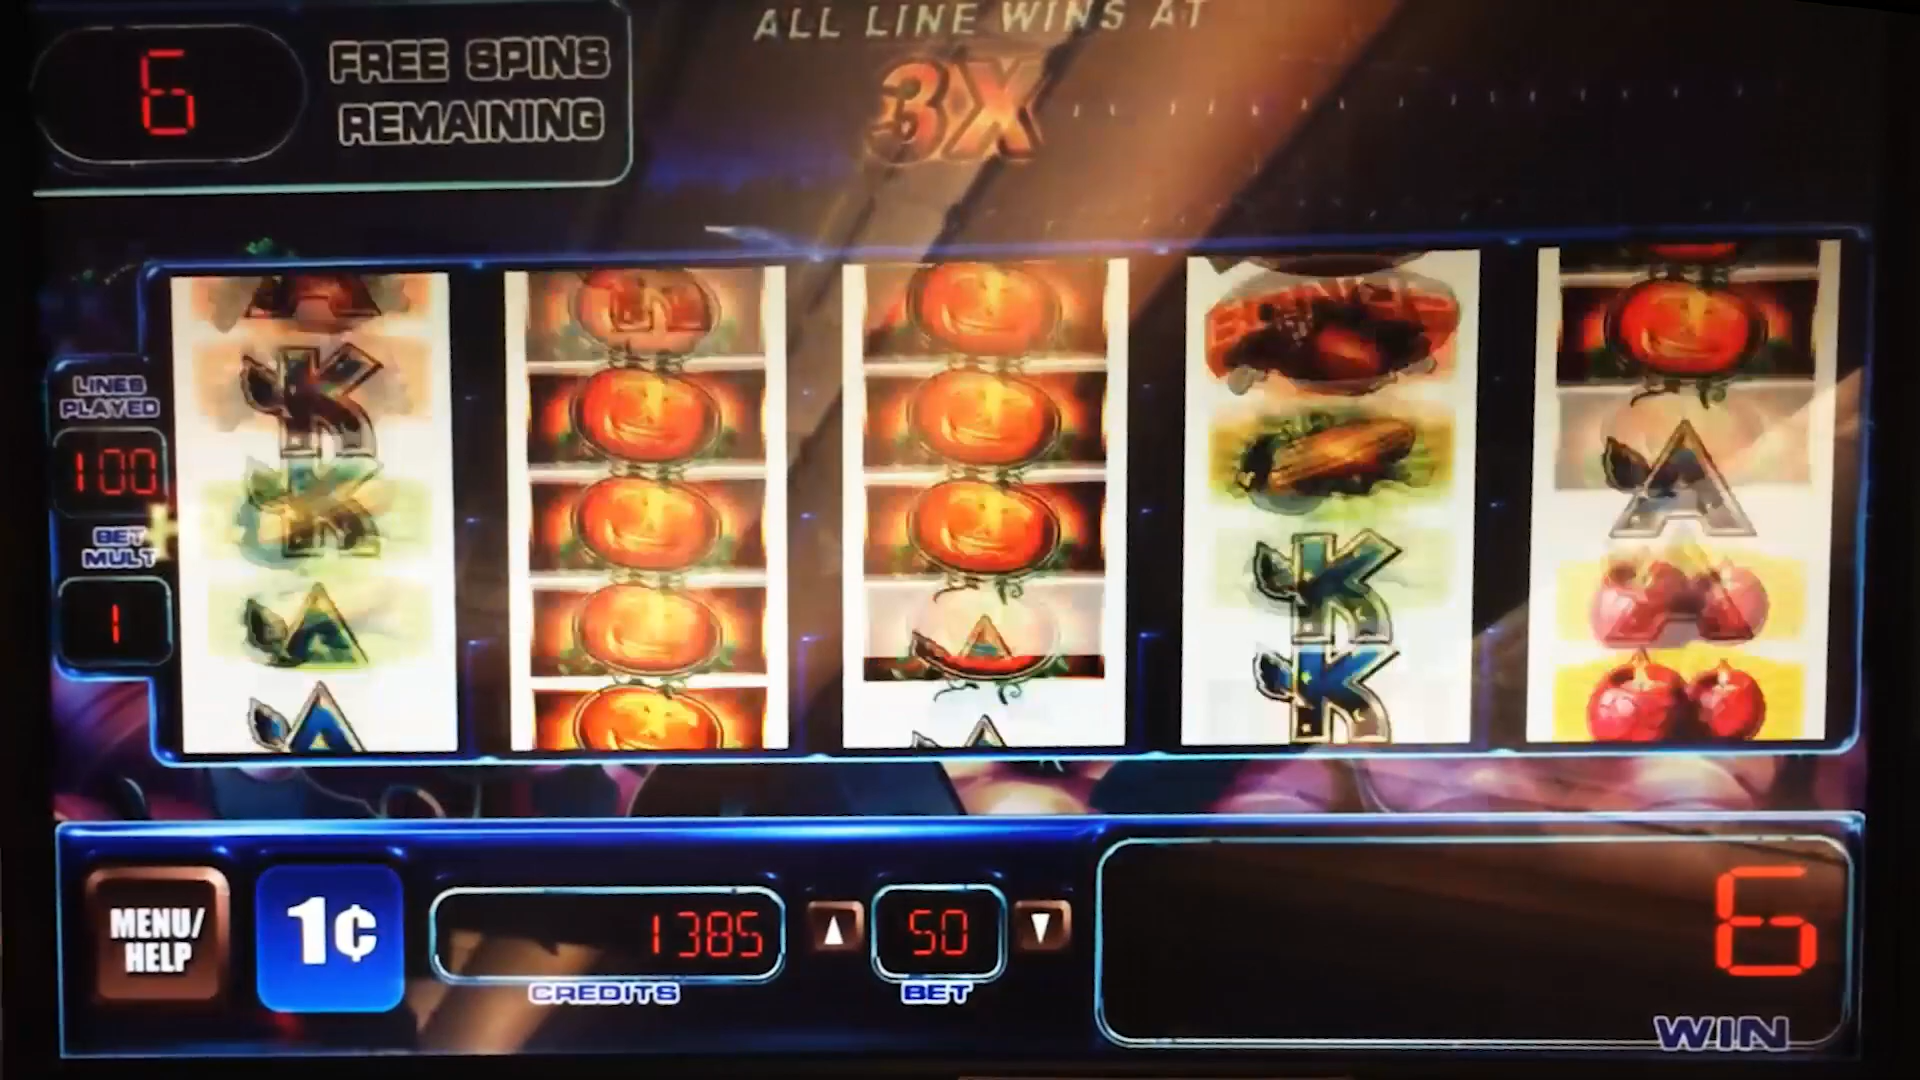 ALL LINE WINS AT
6
FREE SPINS
REMAINING
3X
K
BONUS
K
A
K
A
A
A
A
K
LINES
PLAYED
100
BET
MULT
1
MENU/
HELP
1¢
1385
CREDITS
50
BET
6
WIN